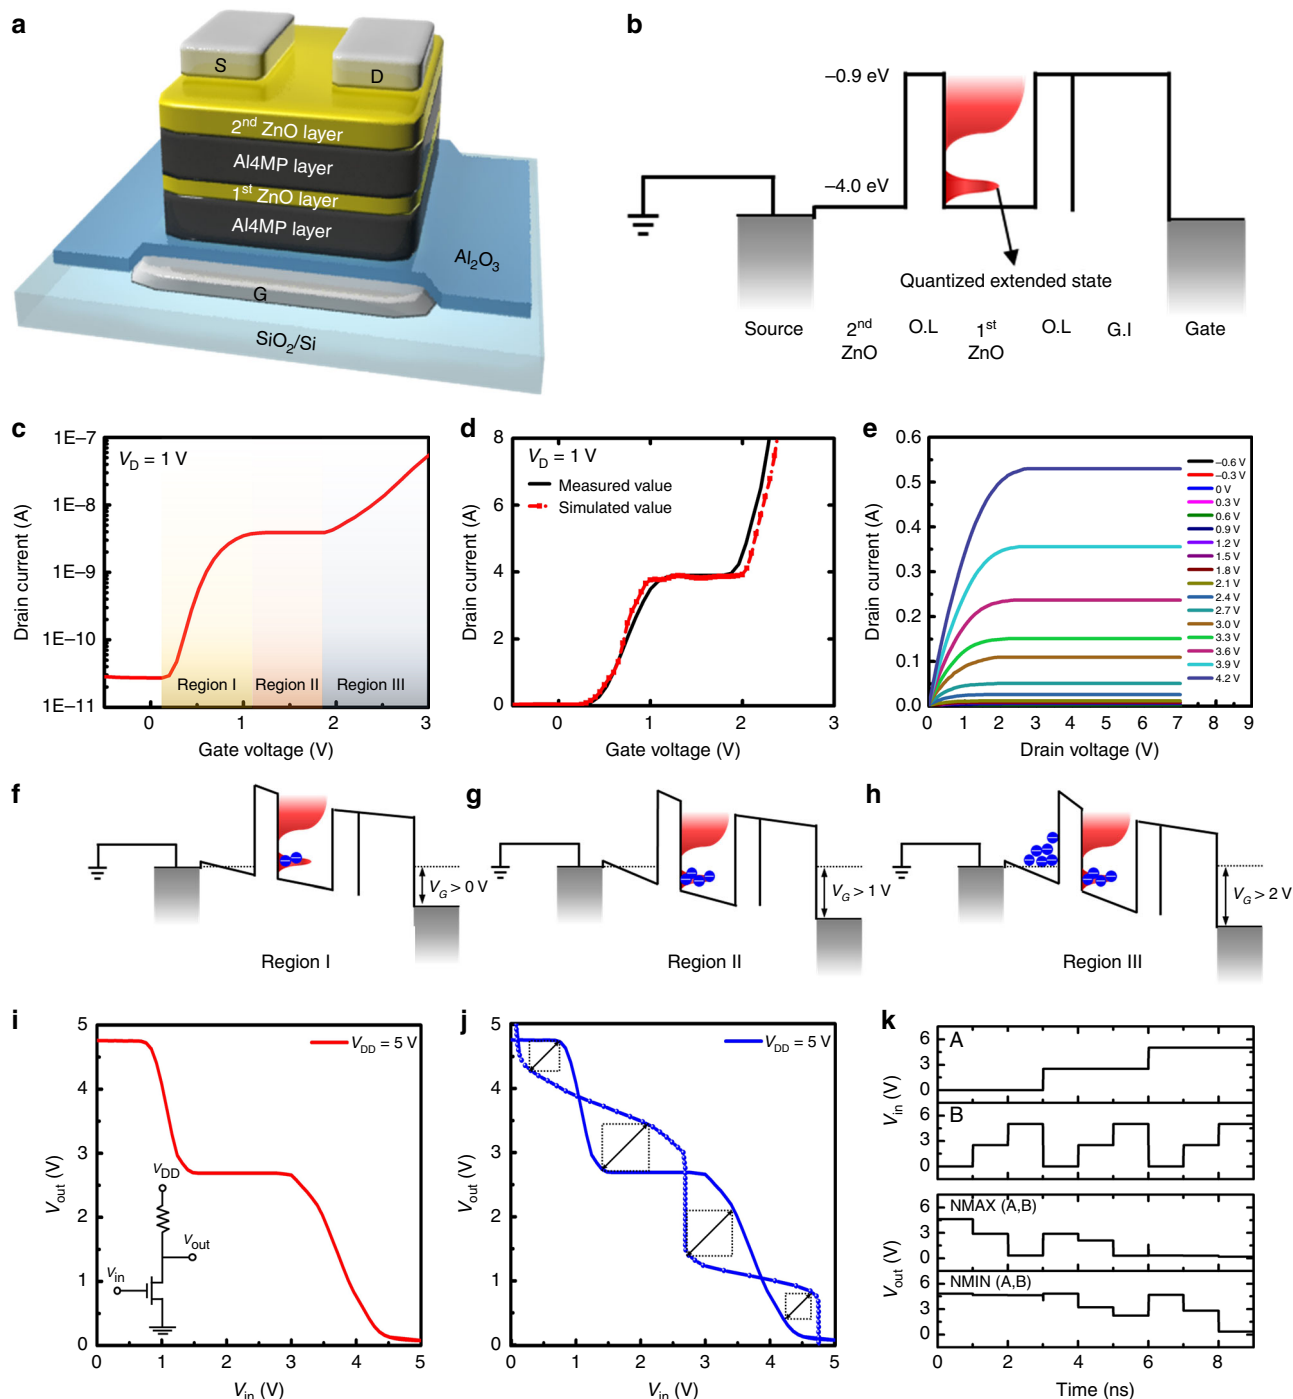 a
S
D
2nd ZnO layer
Al4MP layer
1st ZnO layer
Al4MP layer
Al2O3
G
SiO2/Si
b
–0.9 eV
–4.0 eV
Quantized extended state
Source
2nd ZnO
O.L
1st ZnO
O.L
G.I
Gate
c
VD = 1 V
1E–7
1E–8
1E–9
1E–10
1E–11
Drain current (A)
Region I
Region II
Region III
0
1
2
3
Gate voltage (V)
d
VD = 1 V
Measured value
Simulated value
8
6
4
2
0
Drain current (A)
0
1
2
3
Gate voltage (V)
e
0.6
0.5
0.4
0.3
0.2
0.1
0.0
Drain current (A)
–0.6 V
–0.3 V
0 V
0.3 V
0.6 V
0.9 V
1.2 V
1.5 V
1.8 V
2.1 V
2.4 V
2.7 V
3.0 V
3.3 V
3.6 V
3.9 V
4.2 V
0 1 2 3 4 5 6 7 8 9
Drain voltage (V)
f
VG > 0 V
Region I
g
VG > 1 V
Region II
h
VG > 2 V
Region III
i
VDD = 5 V
5
4
3
2
1
0
Vout (V)
VDD
Vout
Vin
0 1 2 3 4 5
Vin (V)
j
VDD = 5 V
5
4
3
2
1
0
Vout (V)
0 1 2 3 4 5
Vin (V)
k
A
6
3
0
B
6
3
0
Vin (V)
NMAX (A,B)
6
3
0
NMIN (A,B)
6
3
0
Vout (V)
0 2 4 6 8
Time (ns)